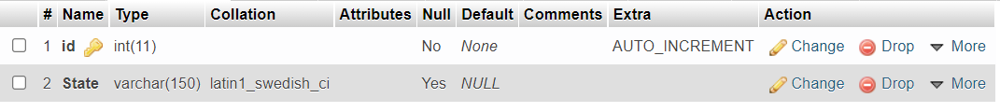 # Name Type Collation Attributes Null Default Comments Extra Action
1 id int(11) No None AUTO_INCREMENT Change Drop More
2 State varchar(150) latin1_swedish_ci Yes NULL Change Drop More